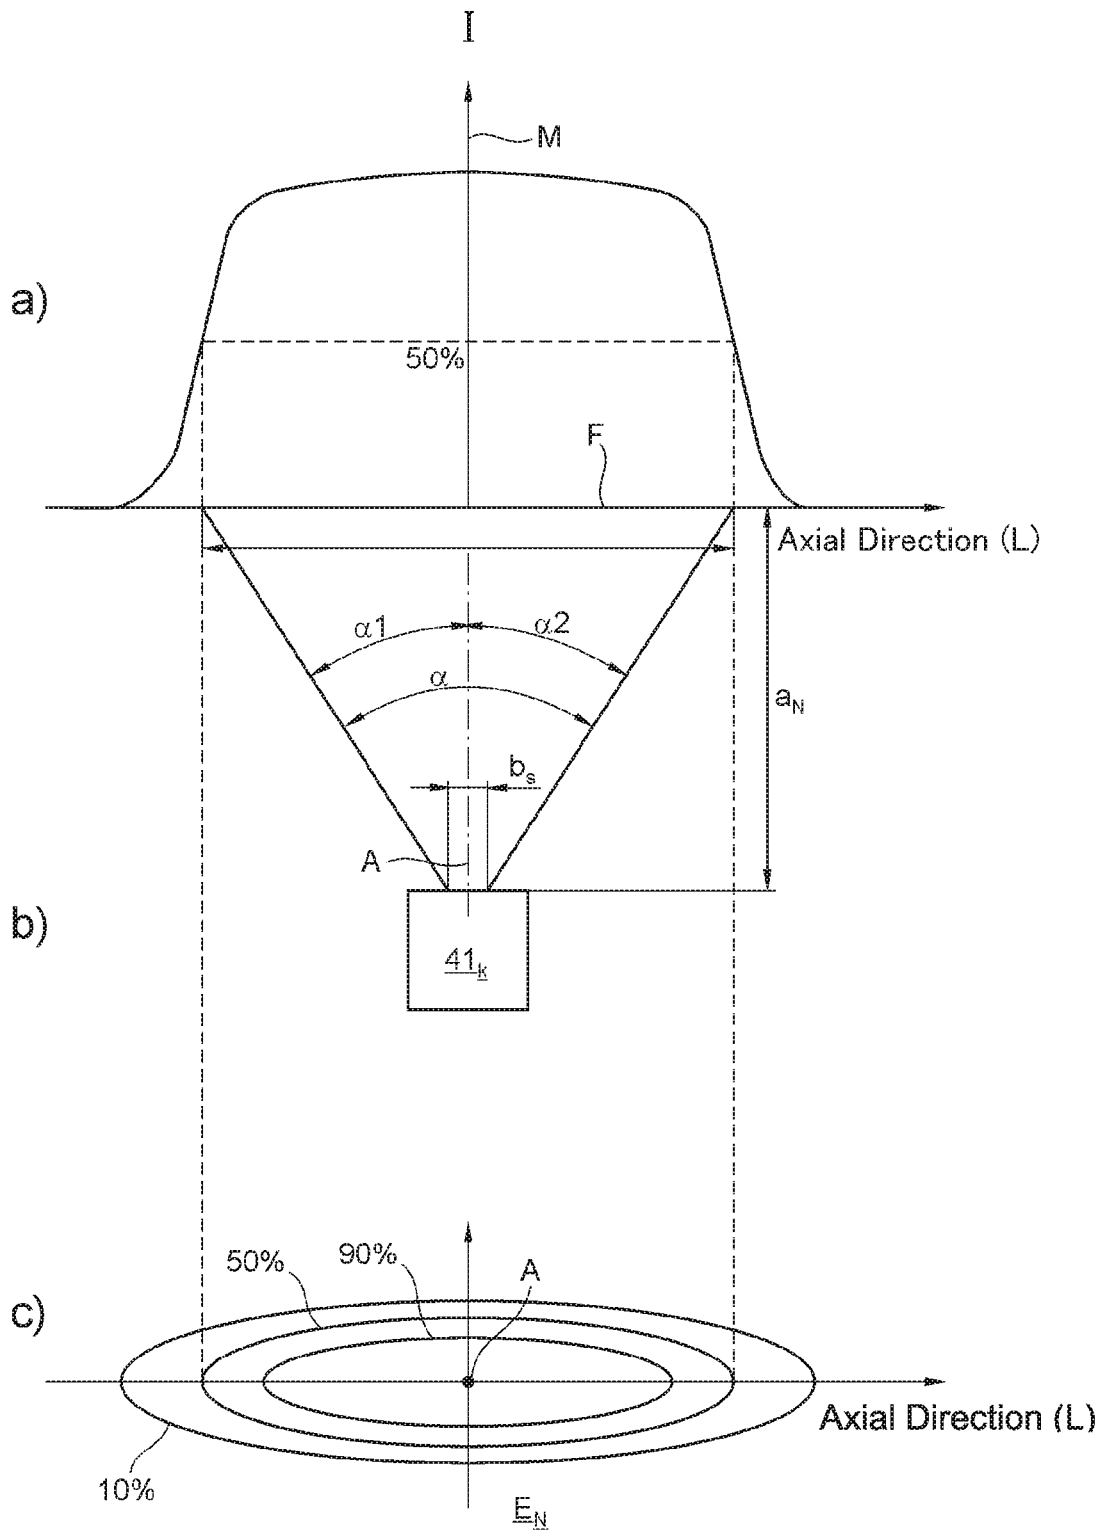 I
M
a)
50%
F
Axial Direction (L)
α1
α2
α
aN
bs
A
b)
41k
50%
90%
A
c)
Axial Direction (L)
10%
EN